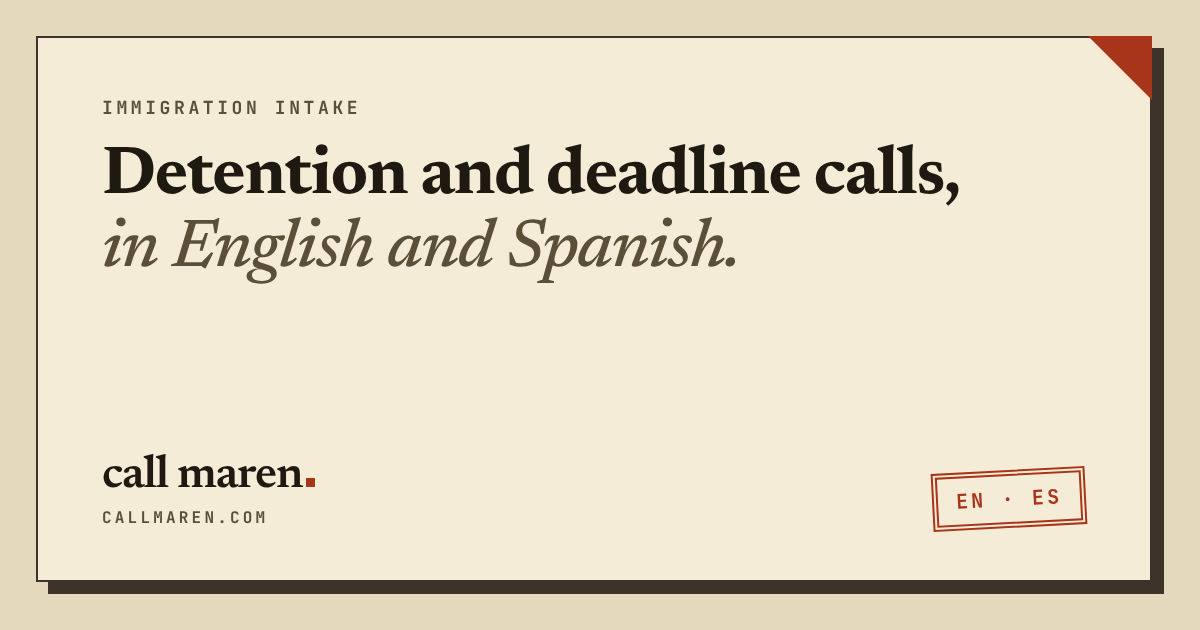 IMMIGRATION INTAKE
Detention and deadline calls,
in English and Spanish.
call maren.
CALLMAREN.COM
EN · ES